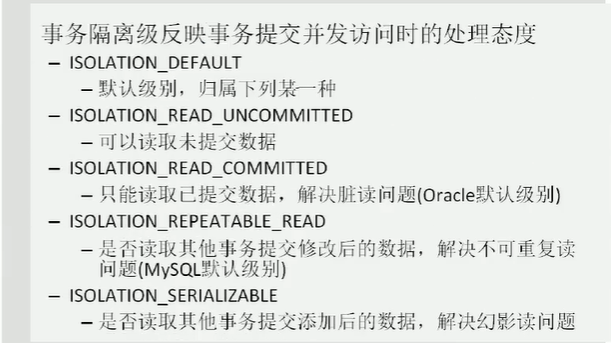 事务隔离级反映事务提交并发访问时的处理态度
– ISOLATION_DEFAULT
– 默认级别，归属下列某一种
– ISOLATION_READ_UNCOMMITTED
– 可以读取未提交数据
– ISOLATION_READ_COMMITTED
– 只能读取已提交数据，解决脏读问题(Oracle默认级别)
– ISOLATION_REPEATABLE_READ
– 是否读取其他事务提交修改后的数据，解决不可重复读
问题(MySQL默认级别)
– ISOLATION_SERIALIZABLE
– 是否读取其他事务提交添加后的数据，解决幻影读问题